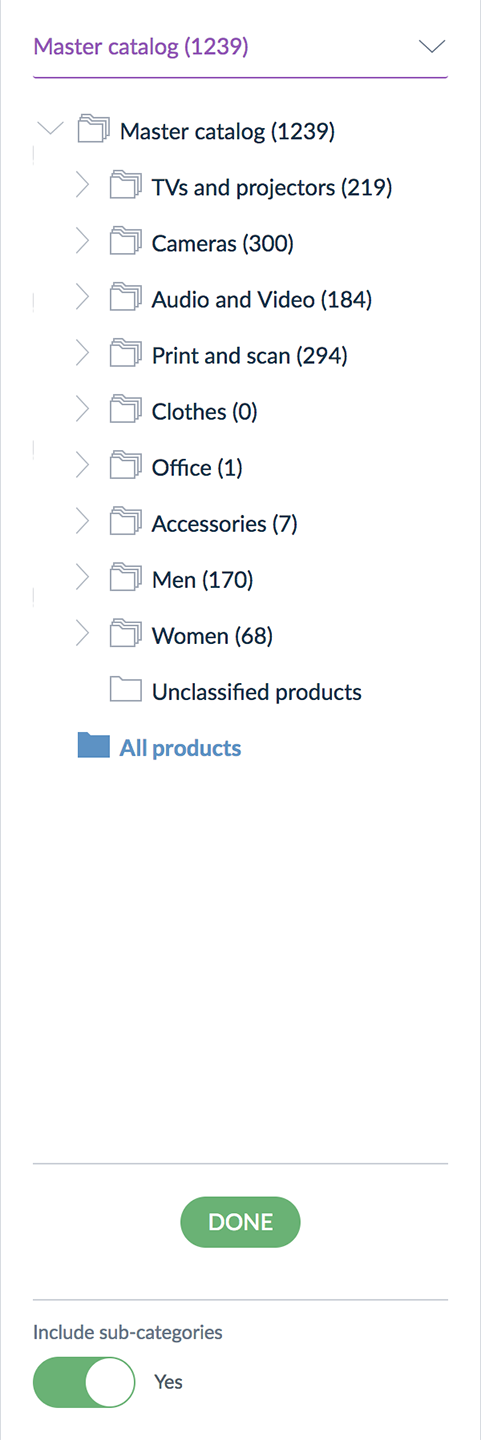 Master catalog (1239)
Master catalog (1239)
TVs and projectors (219)
Cameras (300)
Audio and Video (184)
Print and scan (294)
Clothes (0)
Office (1)
Accessories (7)
Men (170)
Women (68)
Unclassified products
All products
DONE
Include sub-categories
Yes